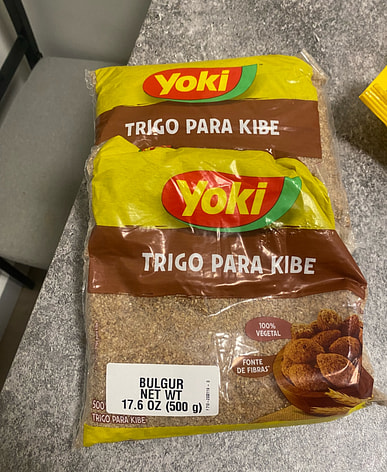 YOKI
TRIGO PARA KIBE
YOKI
TRIGO PARA KIBE
100%
VEGETAL
FONTE
DE FIBRAS*
BULGUR
NET WT
17.6 OZ (500 g)
500
TRIGO PARA KIBE